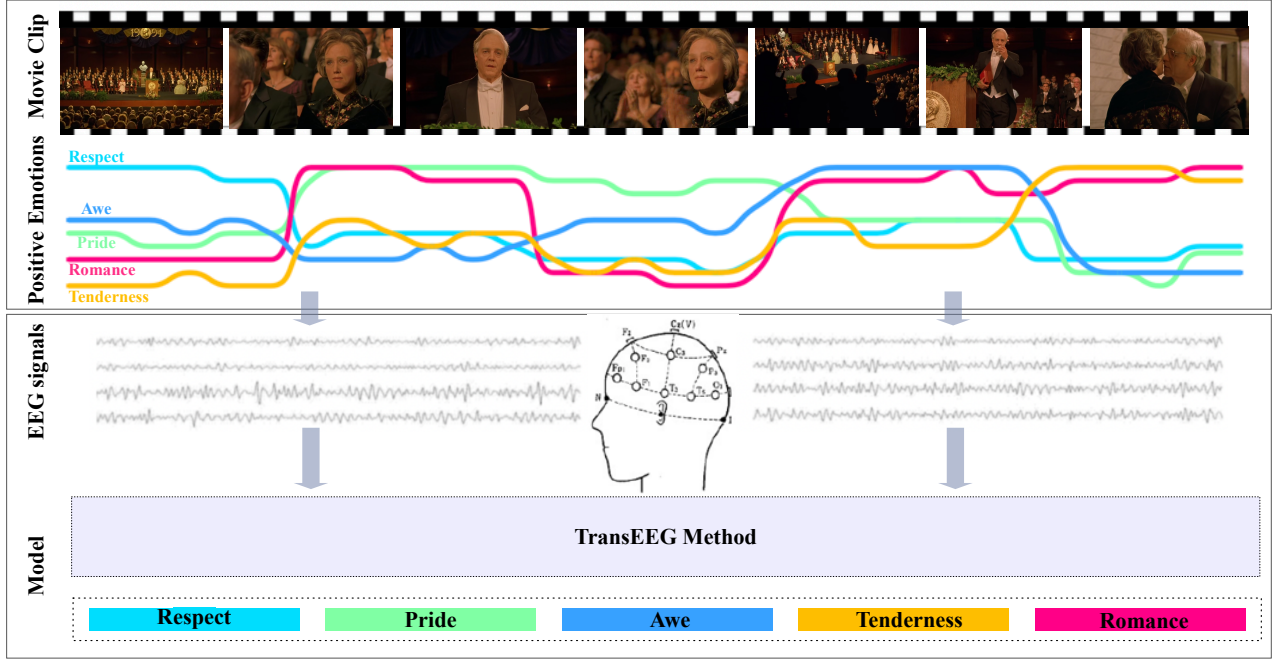 Movie Clip
Positive Emotions
Respect
Awe
Pride
Romance
Tenderness
EEG signals
Cz(V)
N
I
Model
TransEEG Method
Respect
Pride
Awe
Tenderness
Romance